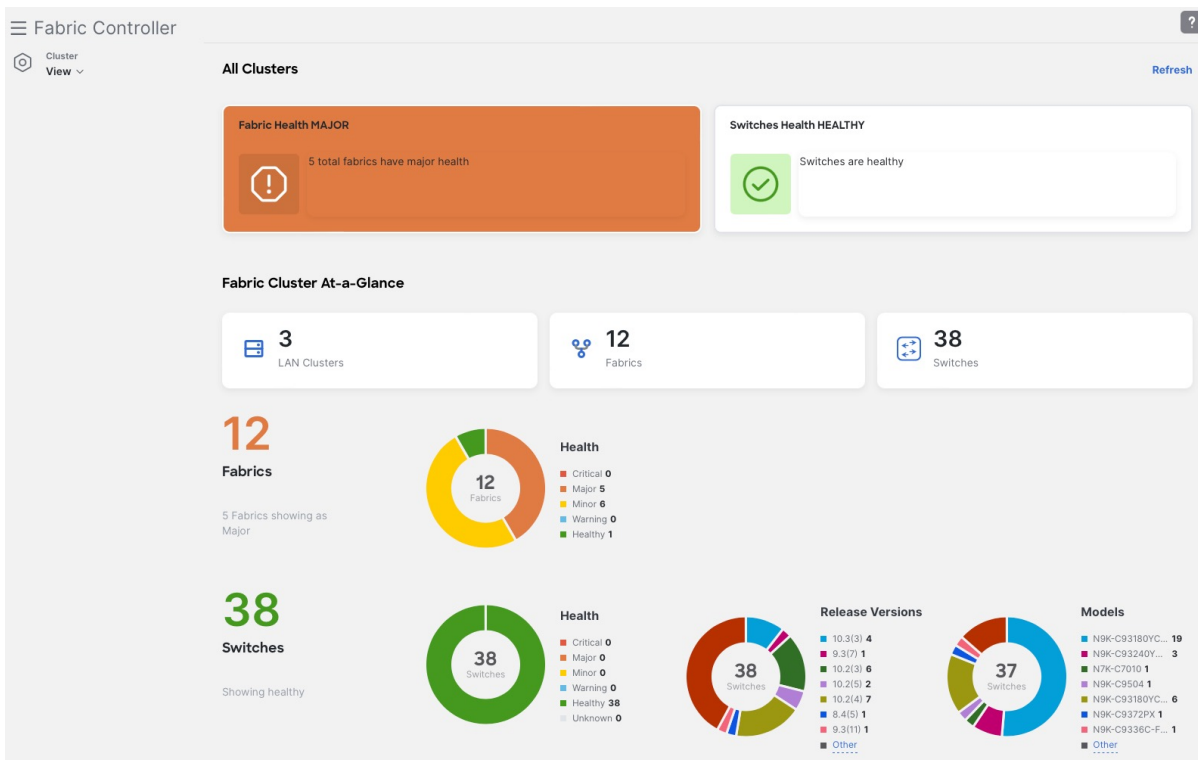 Fabric Controller
?
Cluster
View
All Clusters
Refresh
Fabric Health MAJOR
5 total fabrics have major health
Switches Health HEALTHY
Switches are healthy
Fabric Cluster At-a-Glance
3
LAN Clusters
12
Fabrics
38
Switches
12
Fabrics
5 Fabrics showing as
Major
12
Fabrics
Health
Critical 0
Major 5
Minor 6
Warning 0
Healthy 1
38
Switches
Showing healthy
38
Switches
Health
Critical 0
Major 0
Minor 0
Warning 0
Healthy 38
Unknown 0
38
Switches
Release Versions
10.3(3) 4
9.3(7) 1
10.2(3) 6
10.2(5) 2
10.2(4) 7
8.4(5) 1
9.3(11) 1
Other
37
Switches
Models
N9K-C93180YC... 19
N9K-C93240Y... 3
N7K-C7010 1
N9K-C9504 1
N9K-C93180YC... 6
N9K-C9372PX 1
N9K-C9336C-F... 1
Other